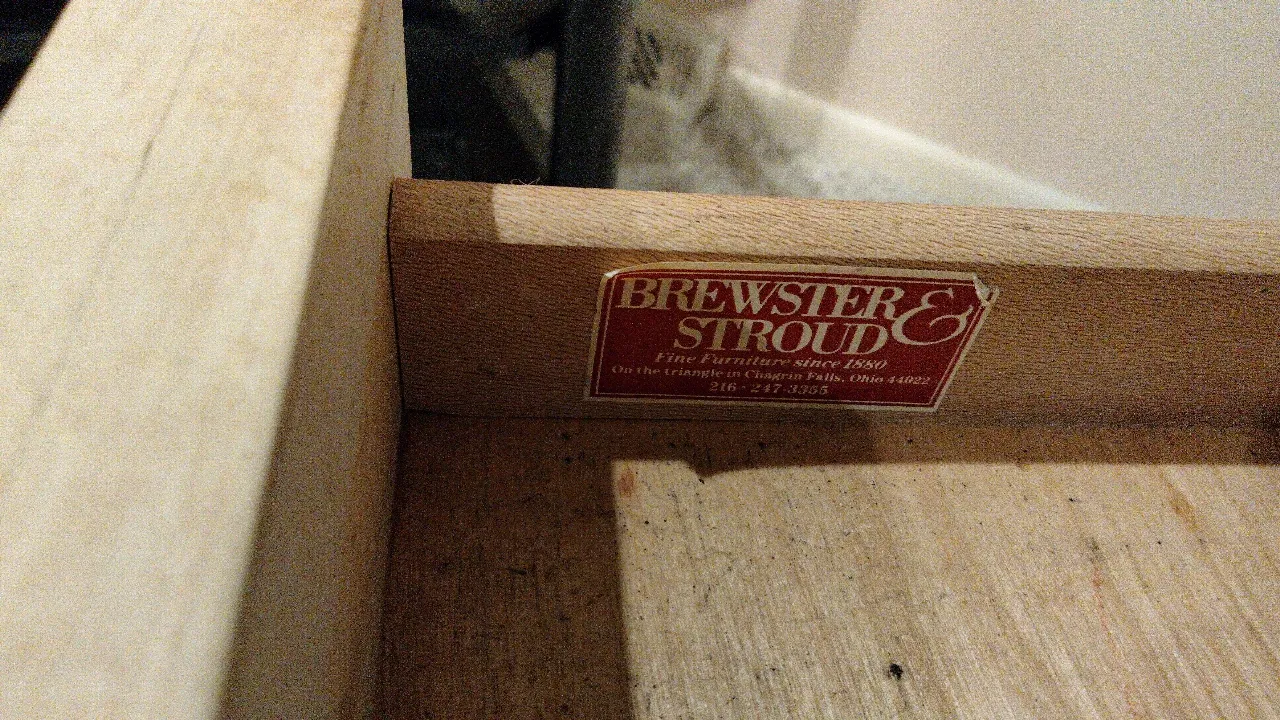 BREWSTER &
STROUD
Fine Furniture since 1880
On the triangle in Chagrin Falls, Ohio 44022
216 · 247-3355